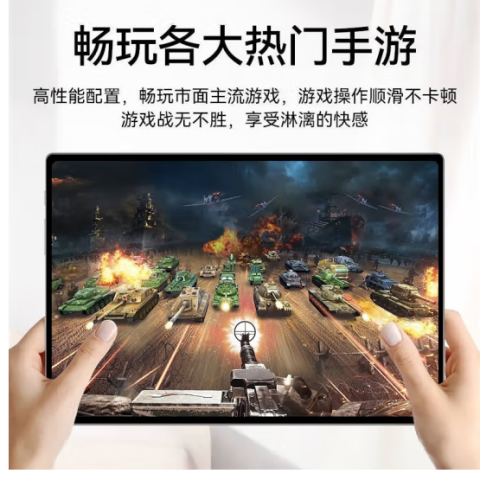 畅玩各大热门手游
高性能配置，畅玩市面主流游戏，游戏操作顺滑不卡顿
游戏战无不胜，享受淋漓的快感